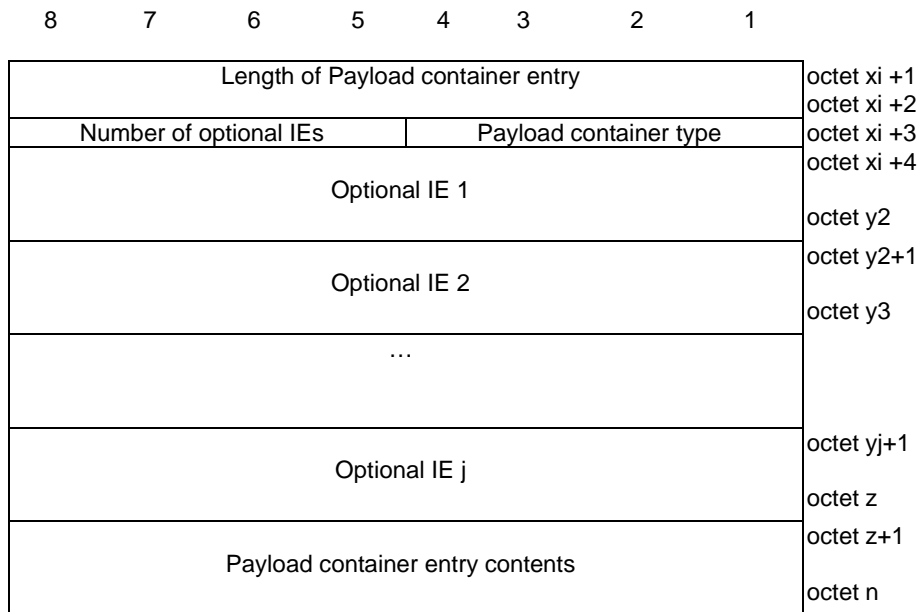 8 7 6 5 4 3 2 1
Length of Payload container entry octet xi +1
octet xi +2
Number of optional IEs Payload container type octet xi +3
octet xi +4
Optional IE 1
octet y2
octet y2+1
Optional IE 2
octet y3
…
octet yj+1
Optional IE j
octet z
octet z+1
Payload container entry contents
octet n